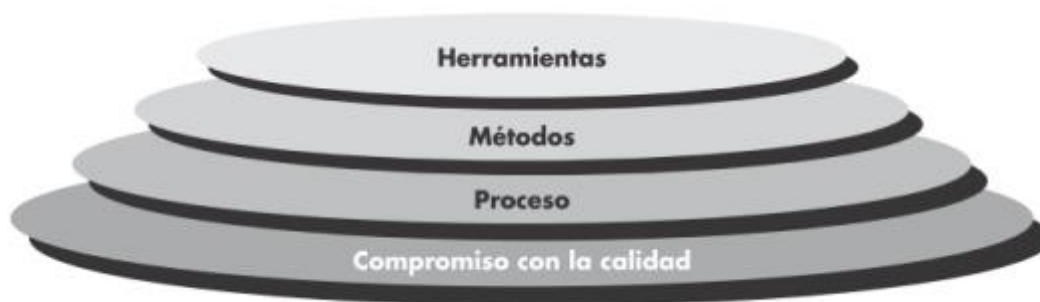 Herramientas
Métodos
Proceso
Compromiso con la calidad